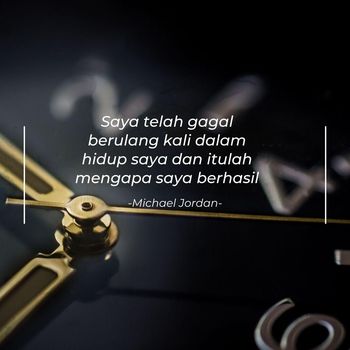 Saya telah gagal
berulang kali dalam
hidup saya dan itulah
mengapa saya berhasil
-Michael Jordan-